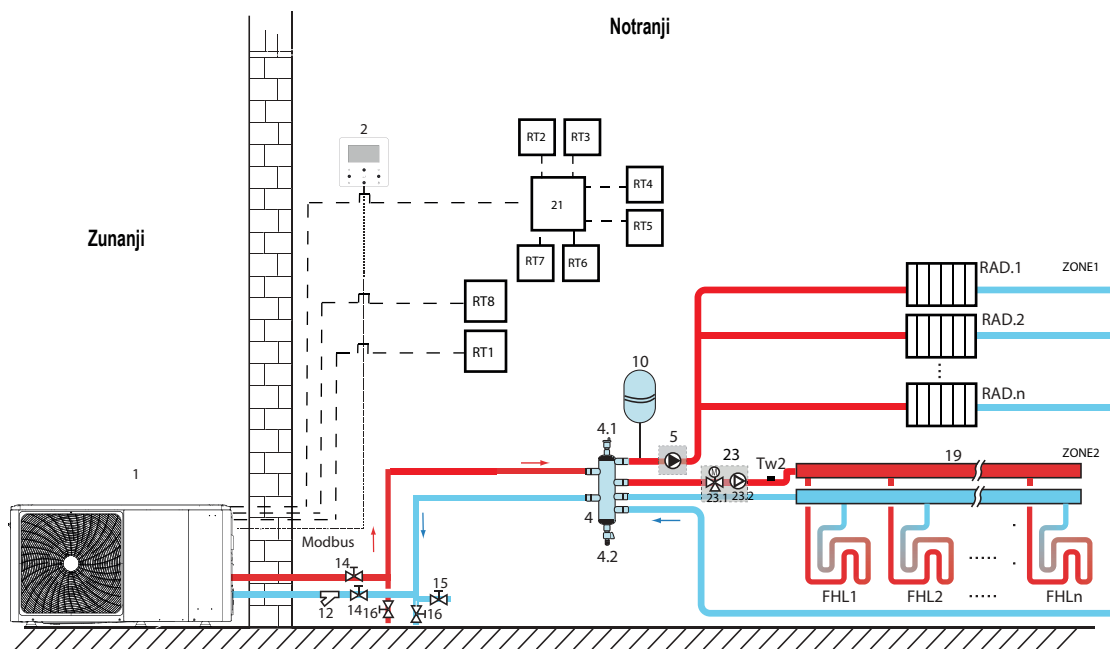 Notranji
Zunanji
2
RT2
RT3
21
RT4
RT5
RT7
RT6
RT8
RT1
RAD.1
ZONE1
RAD.2
RAD.n
10
4.1
5
23
Tw2
19
ZONE2
M
23.1
23.2
4
4.2
1
Modbus
14
12
14
16
16
15
FHL1
FHL2
FHLn